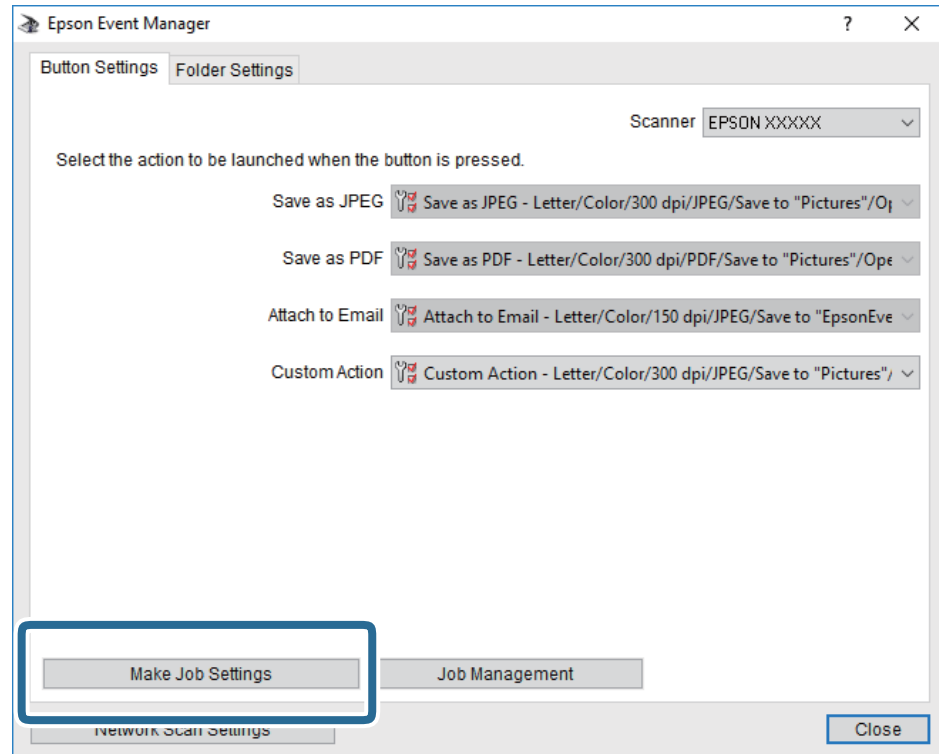 Epson Event Manager
Button Settings Folder Settings
Scanner EPSON XXXXX
Select the action to be launched when the button is pressed.
Save as JPEG Save as JPEG - Letter/Color/300 dpi/JPEG/Save to "Pictures"/Op
Save as PDF Save as PDF - Letter/Color/300 dpi/PDF/Save to "Pictures"/Ope
Attach to Email Attach to Email - Letter/Color/150 dpi/JPEG/Save to "EpsonEve
Custom Action Custom Action - Letter/Color/300 dpi/JPEG/Save to "Pictures"/
Make Job Settings Job Management
Network Scan Settings Close